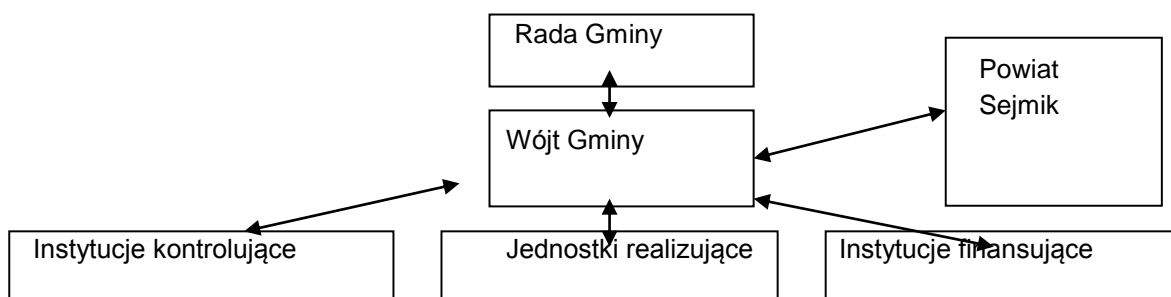 Rada Gminy
Powiat
Sejmik
Wójt Gminy
Instytucje kontrolujące
Jednostki realizujące
Instytucje finansujące